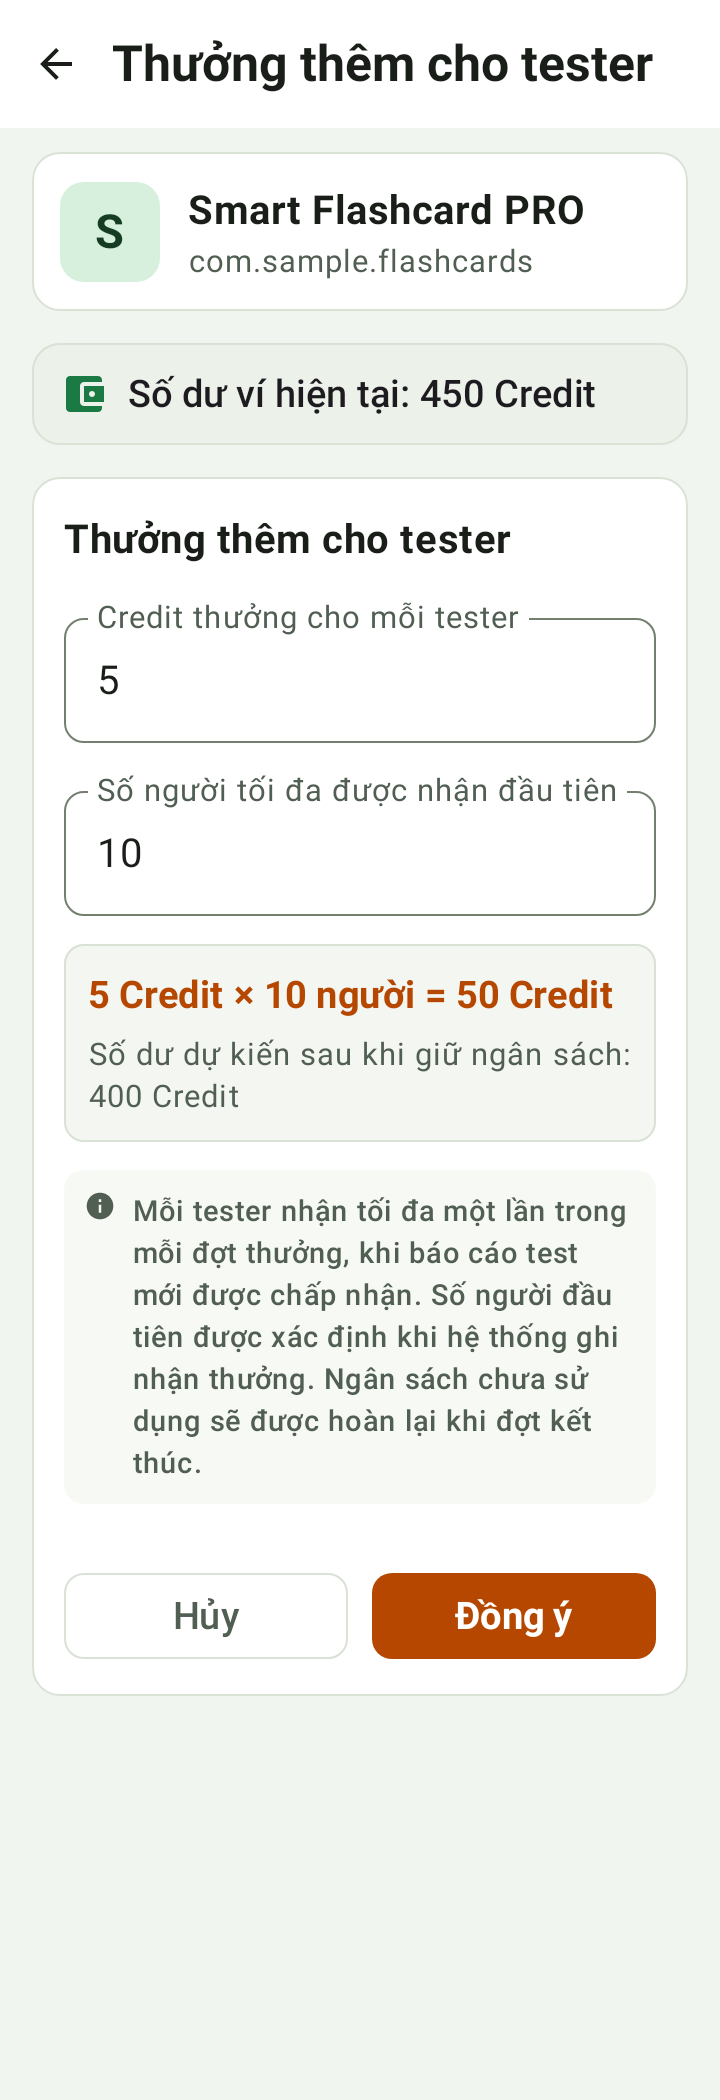 Thưởng thêm cho tester
S
Smart Flashcard PRO
com.sample.flashcards
Số dư ví hiện tại: 450 Credit
Thưởng thêm cho tester
Credit thưởng cho mỗi tester
5
Số người tối đa được nhận đầu tiên
10
5 Credit × 10 người = 50 Credit
Số dư dự kiến sau khi giữ ngân sách:
400 Credit
Mỗi tester nhận tối đa một lần trong
mỗi đợt thưởng, khi báo cáo test
mới được chấp nhận. Số người đầu
tiên được xác định khi hệ thống ghi
nhận thưởng. Ngân sách chưa sử
dụng sẽ được hoàn lại khi đợt kết
thúc.
Hủy
Đồng ý